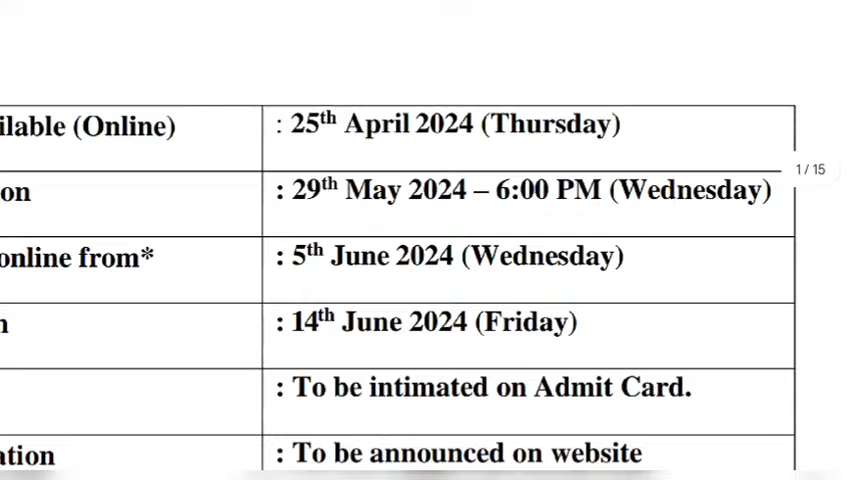 ilable (Online) : 25th April 2024 (Thursday)
1 / 15
on : 29th May 2024 – 6:00 PM (Wednesday)
online from* : 5th June 2024 (Wednesday)
n : 14th June 2024 (Friday)
: To be intimated on Admit Card.
ation : To be announced on website